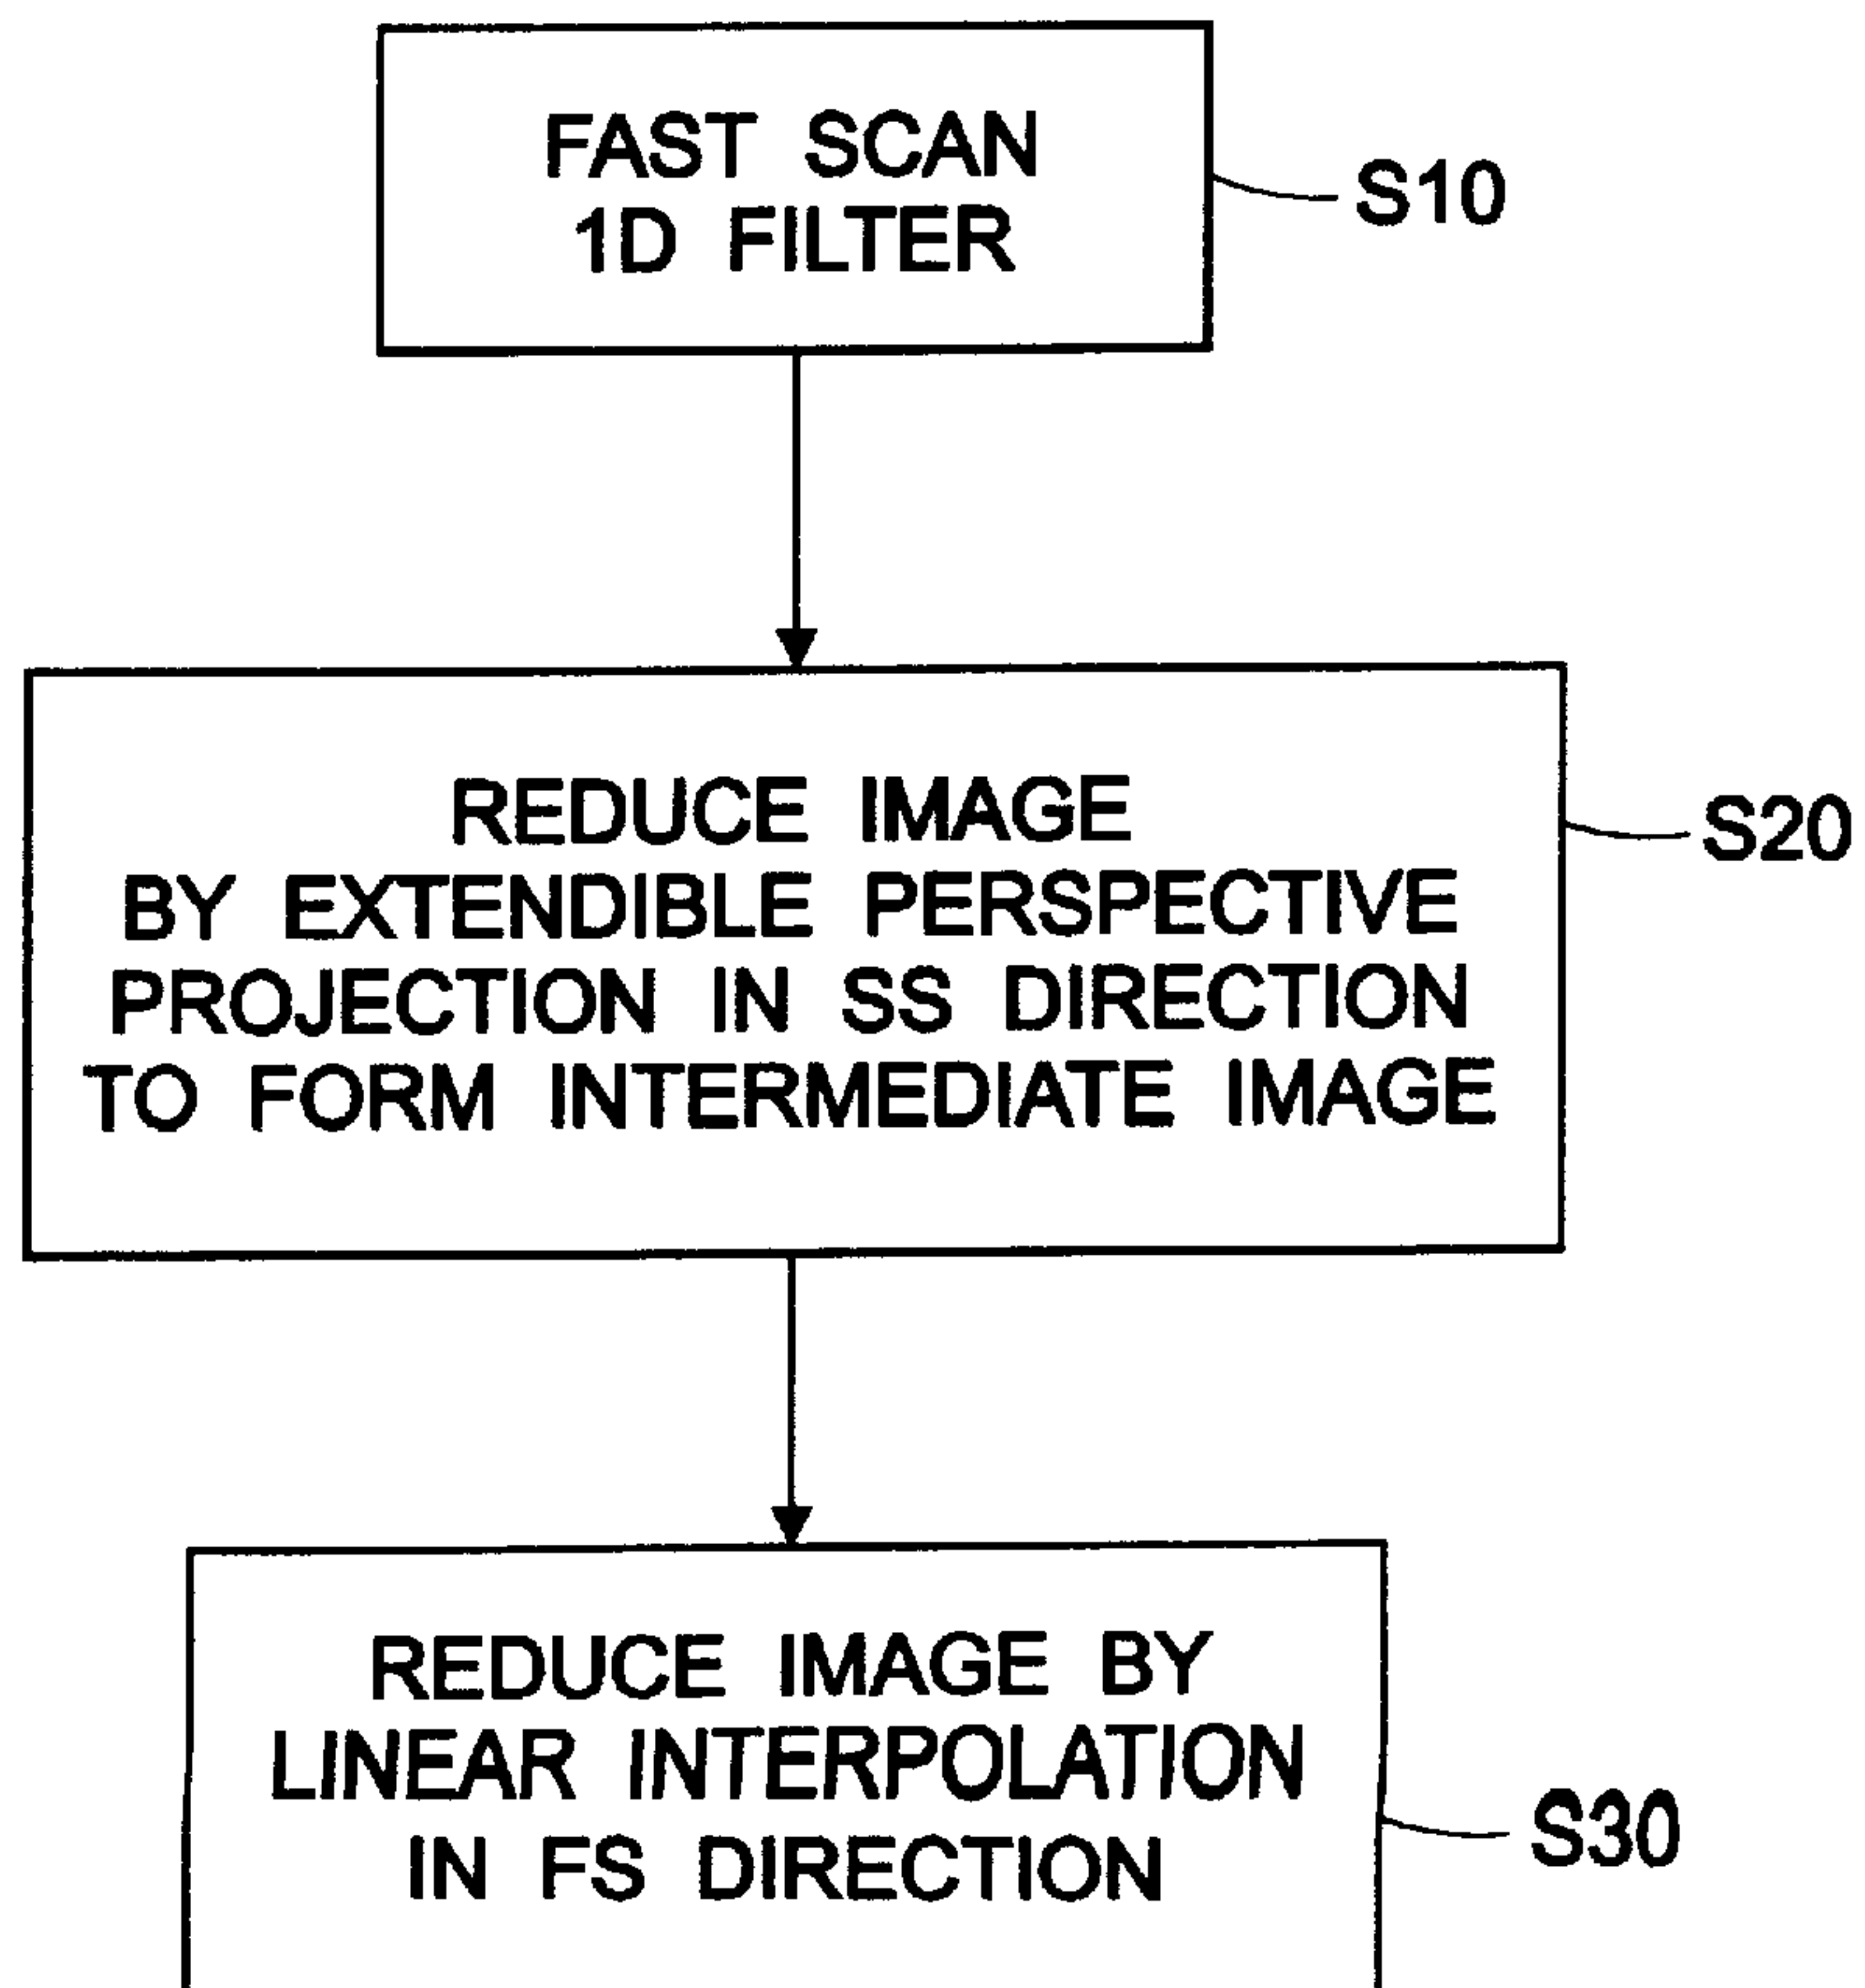 FAST SCAN
1D FILTER
S10
REDUCE IMAGE
BY EXTENDIBLE PERSPECTIVE
PROJECTION IN SS DIRECTION
TO FORM INTERMEDIATE IMAGE
S20
REDUCE IMAGE BY
LINEAR INTERPOLATION
IN FS DIRECTION
S30